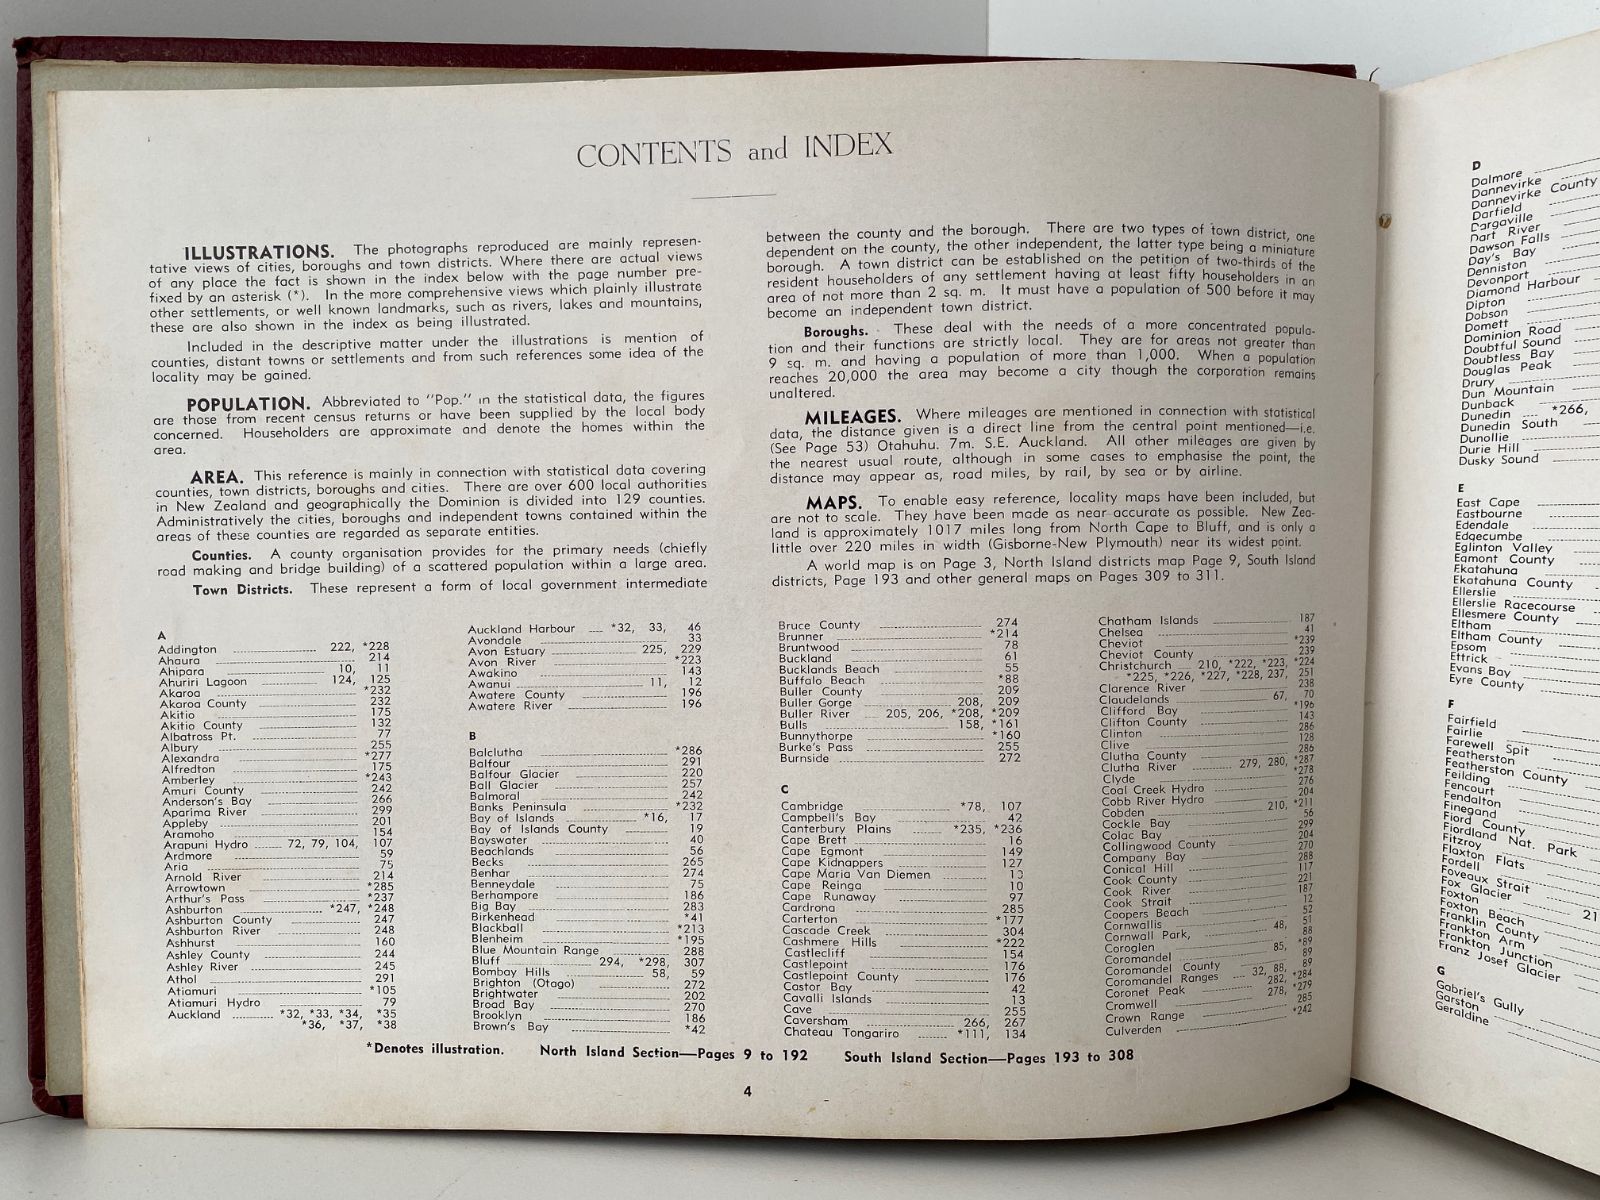 CONTENTS and INDEX
ILLUSTRATIONS. The photographs reproduced are mainly represen-
tative views of cities, boroughs and town districts. Where there are actual views
of any place the fact is shown in the index below with the page number pre-
fixed by an asterisk (*). In the more comprehensive views which plainly illustrate
other settlements, or well known landmarks, such as rivers, lakes and mountains,
these are also shown in the index as being illustrated.
Included in the descriptive matter under the illustrations is mention of
counties, distant towns or settlements and from such references some idea of the
locality may be gained.
POPULATION. Abbreviated to "Pop." in the statistical data, the figures
are those from recent census returns or have been supplied by the local body
concerned. Householders are approximate and denote the homes within the
area.
AREA. This reference is mainly in connection with statistical data covering
counties, town districts, boroughs and cities. There are over 600 local authorities
in New Zealand and geographically the Dominion is divided into 129 counties.
Administratively the cities, boroughs and independent towns contained within the
areas of these counties are regarded as separate entities.
Counties. A county organisation provides for the primary needs (chiefly
road making and bridge building) of a scattered population within a large area.
Town Districts. These represent a form of local government intermediate
between the county and the borough. There are two types of town district, one
dependent on the county, the other independent, the latter type being a miniature
borough. A town district can be established on the petition of two-thirds of the
resident householders of any settlement having at least fifty householders in an
area of not more than 2 sq. m. It must have a population of 500 before it may
become an independent town district.
Boroughs. These deal with the needs of a more concentrated popula-
tion and their functions are strictly local. They are for areas not greater than
9 sq. m. and having a population of more than 1,000. When a population
reaches 20,000 the area may become a city though the corporation remains
unaltered.
MILEAGES. Where mileages are mentioned in connection with statistical
data, the distance given is a direct line from the central point mentioned—i.e.
(See Page 53) Otahuhu. 7m. S.E. Auckland. All other mileages are given by
the nearest usual route, although in some cases to emphasise the point, the
distance may appear as, road miles, by rail, by sea or by airline.
MAPS. To enable easy reference, locality maps have been included, but
are not to scale. They have been made as near accurate as possible. New Zea-
land is approximately 1017 miles long from North Cape to Bluff, and is only a
little over 220 miles in width (Gisborne-New Plymouth) near its widest point.
A world map is on Page 3, North Island districts map Page 9, South Island
districts, Page 193 and other general maps on Pages 309 to 311.
A
Addington 222, *228
Ahaura 214
Ahipara 10, 11
Ahuriri Lagoon 124, 125
Akaroa *232
Akaroa County 232
Akitio 175
Akitio County 132
Albatross Pt. 77
Albury 255
Alexandra *277
Alfredton 175
Amberley *243
Amuri County 242
Anderson's Bay 266
Aparima River 299
Appleby 201
Aramoho 154
Arapuni Hydro 72, 79, 104, 107
Ardmore 59
Aria 75
Arnold River 214
Arrowtown *285
Arthur's Pass *237
Ashburton *247, *248
Ashburton County 247
Ashburton River 248
Ashhurst 160
Ashley County 244
Ashley River 245
Athol 291
Atiamuri *105
Atiamuri Hydro 79
Auckland *32, *33, *34, *35
*36, *37, *38
Auckland Harbour *32, 33, 46
Avondale 33
Avon Estuary 225, 229
Avon River *223
Awakino 143
Awanui 11, 12
Awatere County 196
Awatere River 196
B
Balclutha *286
Balfour 291
Balfour Glacier 220
Ball Glacier 257
Balmoral 242
Banks Peninsula *232
Bay of Islands *16, 17
Bay of Islands County 19
Bayswater 40
Beachlands 56
Becks 265
Benhar 274
Benneydale 75
Berhampore 186
Big Bay 283
Birkenhead *41
Blackball *213
Blenheim *195
Blue Mountain Range 288
Bluff 294, *298, 307
Bombay Hills 58, 59
Brighton (Otago) 272
Brightwater 202
Broad Bay 270
Brooklyn 186
Brown's Bay *42
Bruce County 274
Brunner *214
Bruntwood 78
Buckland 61
Bucklands Beach 55
Buffalo Beach *88
Buller County 209
Buller Gorge 208, 209
Buller River 205, 206, *208, *209
Bulls 158, *161
Bunnythorpe *160
Burke's Pass 255
Burnside 272
C
Cambridge *78, 107
Campbell's Bay 42
Canterbury Plains *235, *236
Cape Brett 16
Cape Egmont 149
Cape Kidnappers 127
Cape Maria Van Diemen 13
Cape Reinga 10
Cape Runaway 97
Cardrona 285
Carterton *177
Cascade Creek 304
Cashmere Hills *222
Castlecliff 154
Castlepoint 176
Castlepoint County 176
Castor Bay 42
Cavalli Islands 13
Cave 255
Caversham 266, 267
Chateau Tongariro *111, 134
Chatham Islands 187
Chelsea 41
Cheviot *239
Cheviot County 239
Christchurch 210, *222, *223, *224
*225, *226, *227, *228, 237, 251
Clarence River 238
Claudelands 67, 70
Clifford Bay *196
Clifton County 143
Clinton 286
Clive 128
Clutha County 286
Clutha River 279, 280, *287
Clyde *278
Coal Creek Hydro 276
Cobb River Hydro 204
Cobden 210, *211
Cockle Bay 56
Colac Bay 299
Collingwood County 204
Company Bay 270
Conical Hill 288
Cook County 117
Cook River 221
Cook Strait 187
Coopers Beach 12
Cornwallis 52
Cornwall Park, 48, 51
Coroglen 88
Coromandel 85, *89
Coromandel County 89
Coromandel Ranges 32, 88, 89
Coronet Peak 282, *284
Cromwell 278, *279
Crown Range 285
Culverden *242
*Denotes illustration. North Island Section—Pages 9 to 192 South Island Section—Pages 193 to 308
4
D
Dalmore
Dannevirke
Dannevirke County
Darfield
Dargaville
Dart River
Dawson Falls
Day's Bay
Denniston
Devonport
Diamond Harbour
Dipton
Dobson
Domett
Dominion Road
Doubtful Sound
Doubtless Bay
Douglas Peak
Drury
Dun Mountain
Dunback
Dunedin *266,
Dunedin South
Dunollie
Durie Hill
Dusky Sound
E
East Cape
Eastbourne
Edendale
Edgecumbe
Eglinton Valley
Egmont County
Eketahuna
Eketahuna County
Ellerslie
Ellerslie Racecourse
Ellesmere County
Eltham
Eltham County
Epsom
Ettrick
Evans Bay
Eyre County
F
Fairfield
Fairlie
Farewell Spit
Featherston
Featherston County
Feilding
Fencourt
Fendalton
Finegand
Fiord County
Fiordland Nat. Park
Fitzroy
Flaxton Flats
Fordell
Foveaux Strait
Fox Glacier 21
Foxton
Foxton Beach
Franklin County
Frankton Arm
Frankton Junction
Franz Josef Glacier
G
Gabriel's Gully
Garston
Geraldine